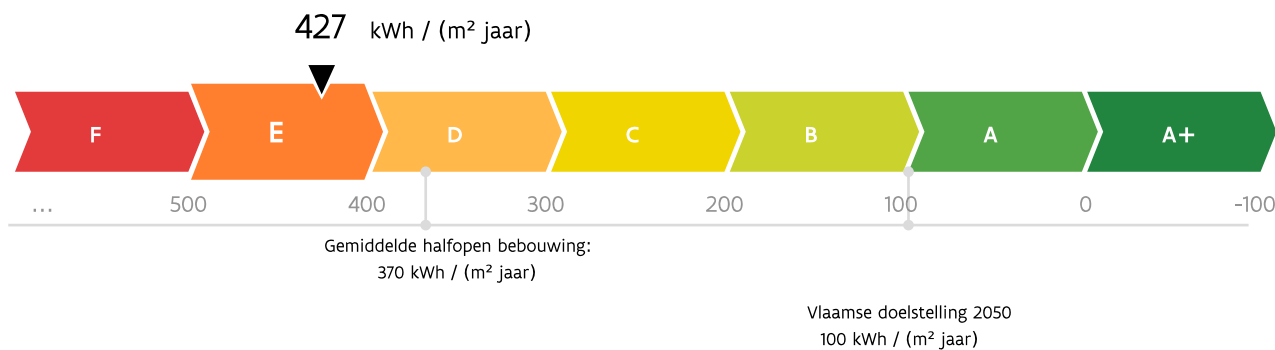 427 kWh / (m² jaar)
F E D C B A A+
... 500 400 300 200 100 0 -100
Gemiddelde halfopen bebouwing:
370 kWh / (m² jaar)
Vlaamse doelstelling 2050
100 kWh / (m² jaar)